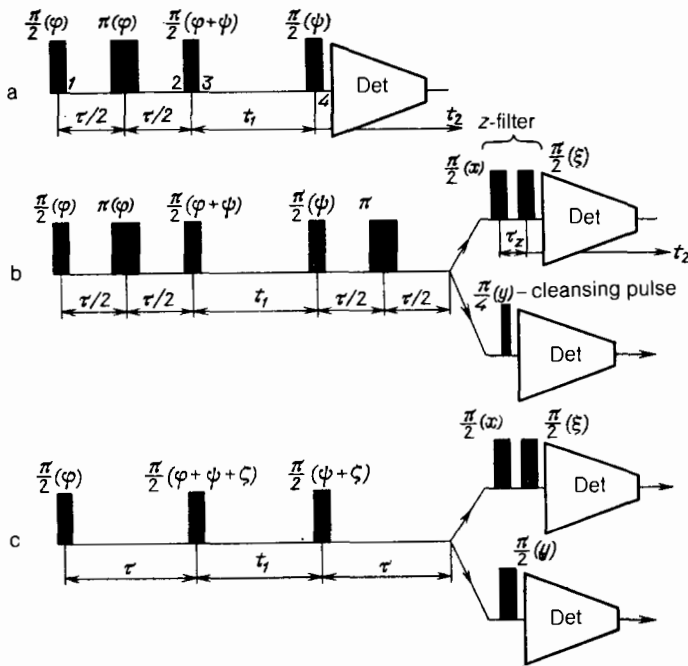 π/2(φ) π(φ) π/2(φ+ψ) π/2(ψ)
a 1 2 3 4 Det
τ/2 τ/2 t₁ t₂
z-filter
π/2(x) π/2(ξ)
π/2(φ) π(φ) π/2(φ+ψ) π/2(ψ) π Det
τ_z t₂
b
τ/2 τ/2 t₁ τ/2 τ/2
π/4(y) – cleansing pulse
Det
π/2(x) π/2(ξ)
π/2(φ) π/2(φ+ψ+ζ) π/2(ψ+ζ) Det
c
τ t₁ τ
π/2(y)
Det